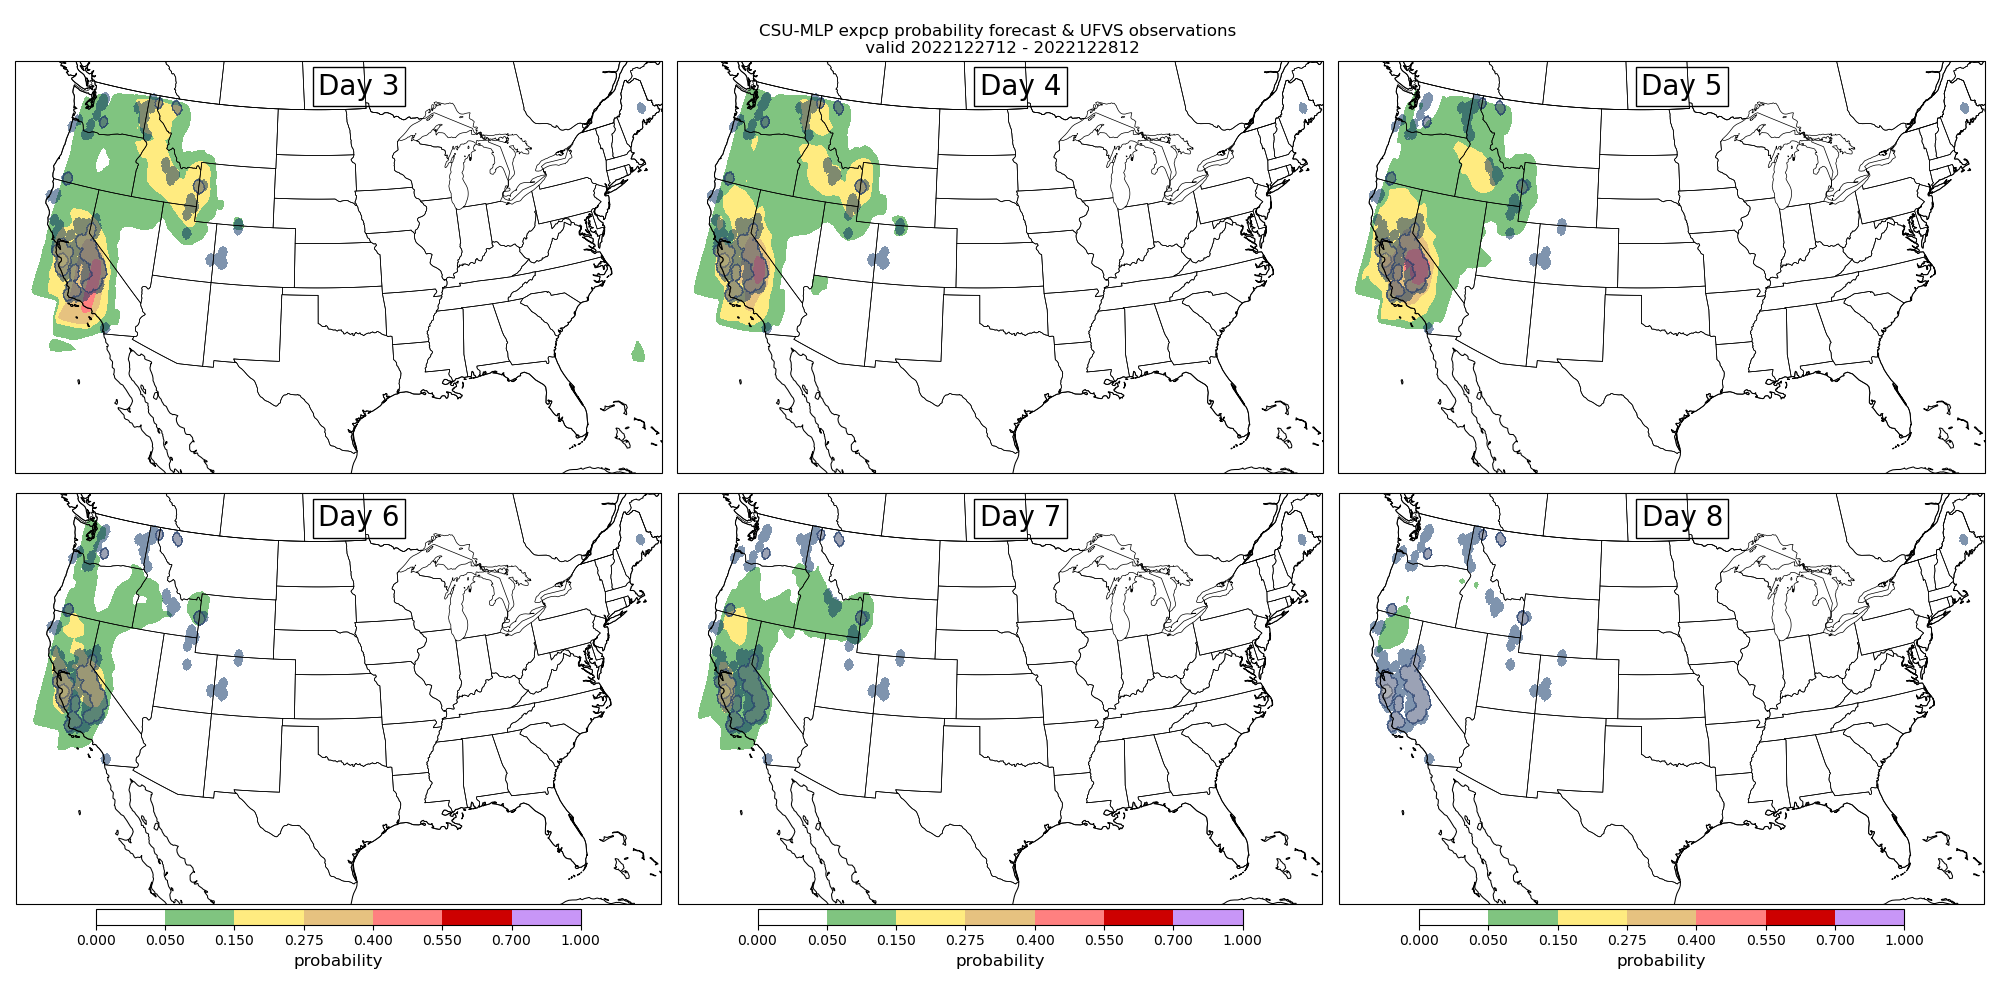 CSU-MLP expcp probability forecast & UFVS observations
valid 2022122712 - 2022122812
Day 3
Day 4
Day 5
Day 6
Day 7
Day 8
0.000 0.050 0.150 0.275 0.400 0.550 0.700 1.000
probability
0.000 0.050 0.150 0.275 0.400 0.550 0.700 1.000
probability
0.000 0.050 0.150 0.275 0.400 0.550 0.700 1.000
probability